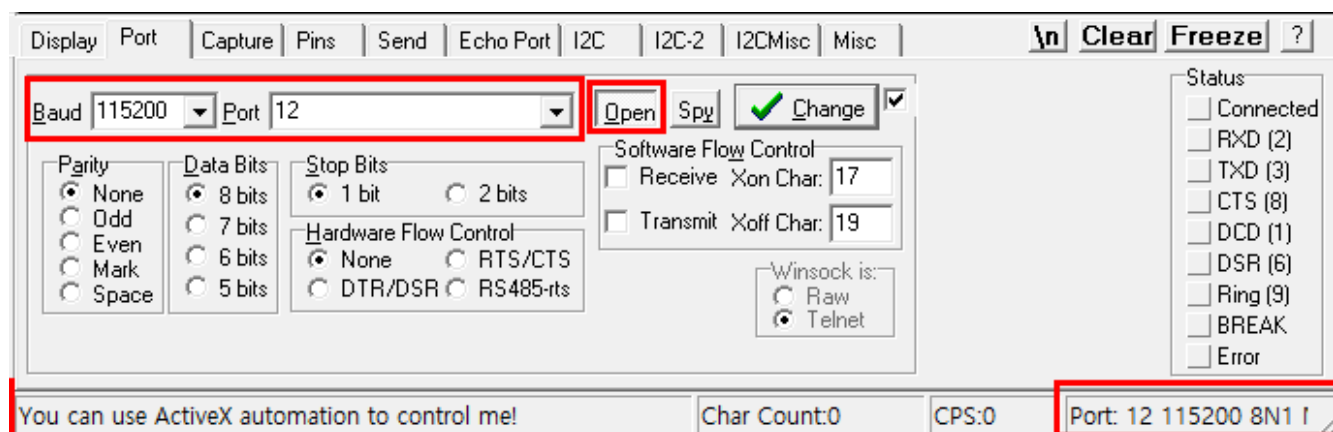 Display Port Capture Pins Send Echo Port I2C I2C-2 I2CMisc Misc \n Clear Freeze ?
Baud 115200 Port 12 Open Spy Change
Status
Connected
RXD (2)
TXD (3)
CTS (8)
DCD (1)
DSR (6)
Ring (9)
BREAK
Error
Parity
None
Odd
Even
Mark
Space
Data Bits
8 bits
7 bits
6 bits
5 bits
Stop Bits
1 bit 2 bits
Hardware Flow Control
None RTS/CTS
DTR/DSR RS485-rts
Software Flow Control
Receive Xon Char: 17
Transmit Xoff Char: 19
Winsock is:
Raw
Telnet
You can use ActiveX automation to control me! Char Count:0 CPS:0 Port: 12 115200 8N1